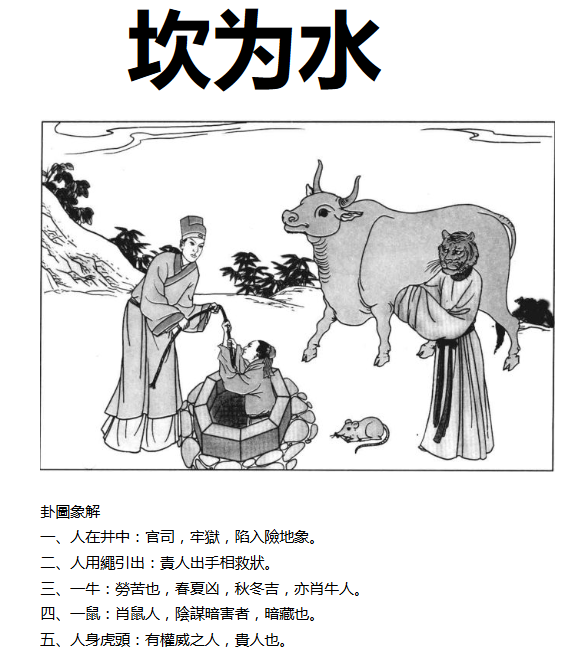 坎为水
卦圖象解
一、人在井中：官司，牢獄，陷入險地象。
二、人用繩引出：貴人出手相救狀。
三、一牛：勞苦也，春夏凶，秋冬吉，亦肖牛人。
四、一鼠：肖鼠人，陰謀暗害者，暗藏也。
五、人身虎頭：有權威之人，貴人也。